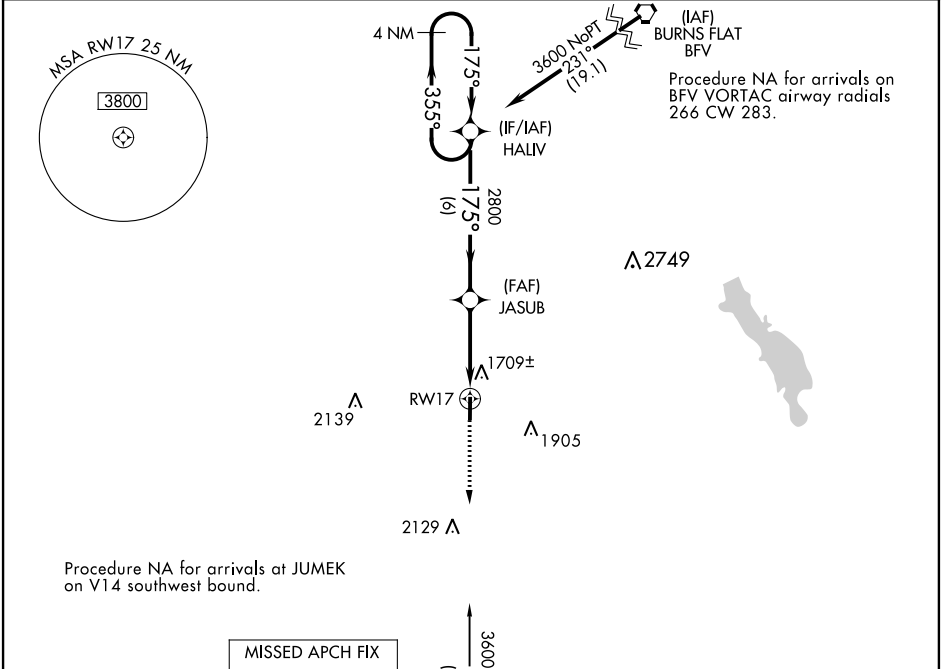 MSA RW17 25 NM
3800
4 NM
175°
355°
(IF/IAF)
HALIV
3600 NoPT
231°
(19.1)
(IAF)
BURNS FLAT
BFV
Procedure NA for arrivals on
BFV VORTAC airway radials
266 CW 283.
2800
175°
(6)
2749
(FAF)
JASUB
1709±
RW17
2139
1905
2129
Procedure NA for arrivals at JUMEK
on V14 southwest bound.
MISSED APCH FIX
3600
(